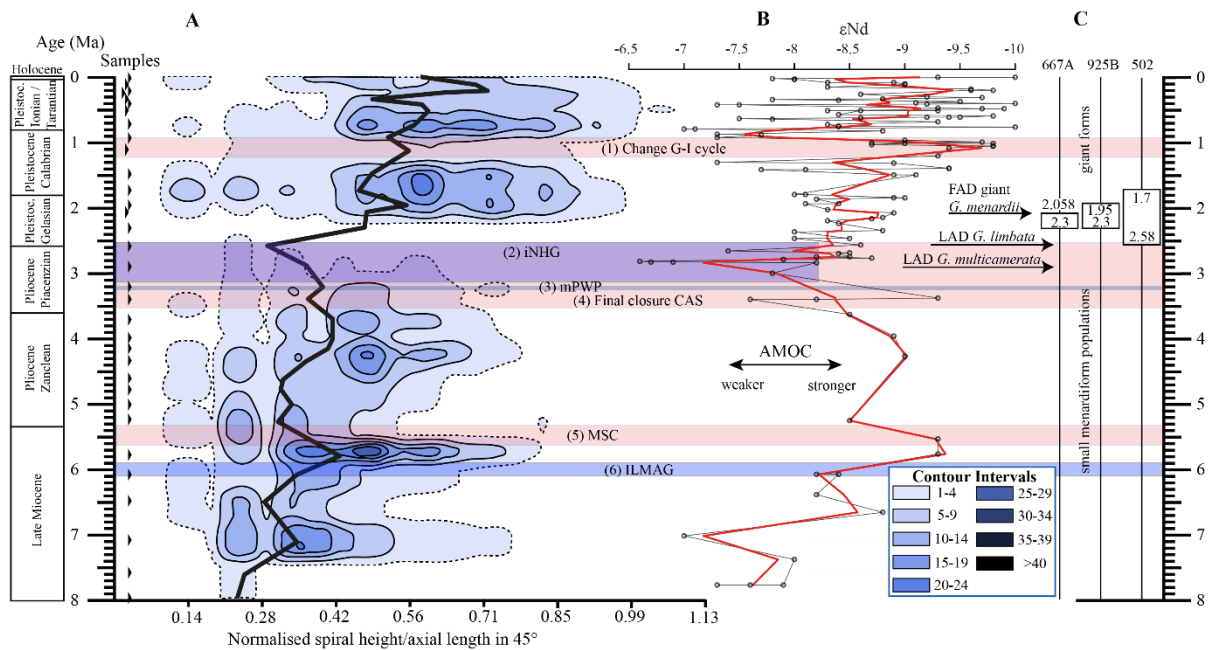 A
B
C
Age (Ma)
Samples
εNd
-6.5 -7 -7.5 -8 -8.5 -9 -9.5 -10
667A 925B 502
Holocene
Pleistoc.
Ionian /
Tarantian
Pleistocene
Calabrian
Pleistoc.
Gelasian
Pliocene
Piacenzian
Pliocene
Zanclean
Late Miocene
0
1
2
3
4
5
6
7
8
(1) Change G-I cycle
(2) iNHG
(3) mPWP
(4) Final closure CAS
(5) MSC
(6) ILMAG
AMOC
weaker stronger
FAD giant
G. menardii
LAD G. limbata
LAD G. multicamerata
giant forms
small menardiform populations
2.058
2.3
1.95
2.3
1.7
2.58
0
1
2
3
4
5
6
7
8
Contour Intervals
1-4 25-29
5-9 30-34
10-14 35-39
15-19 >40
20-24
0.14 0.28 0.42 0.56 0.71 0.85 0.99 1.13
Normalised spiral height/axial length in 45°